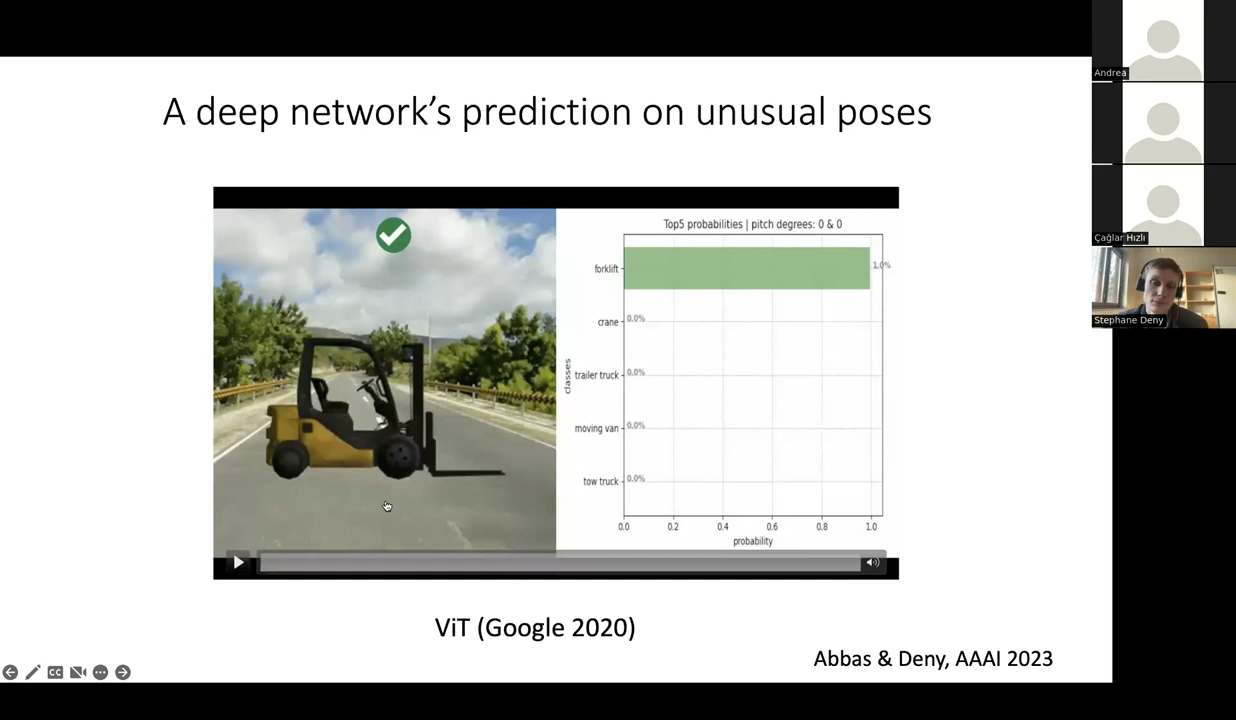 A deep network's prediction on unusual poses
Top5 probabilities | pitch degrees: 0 & 0
forklift
1.0%
crane
0.0%
trailer truck
0.0%
moving van
0.0%
tow truck
0.0%
classes
0.0 0.2 0.4 0.6 0.8 1.0
probability
ViT (Google 2020)
Abbas & Deny, AAAI 2023
CC
Andrea
Çağlar Hızlı
Stephane Deny